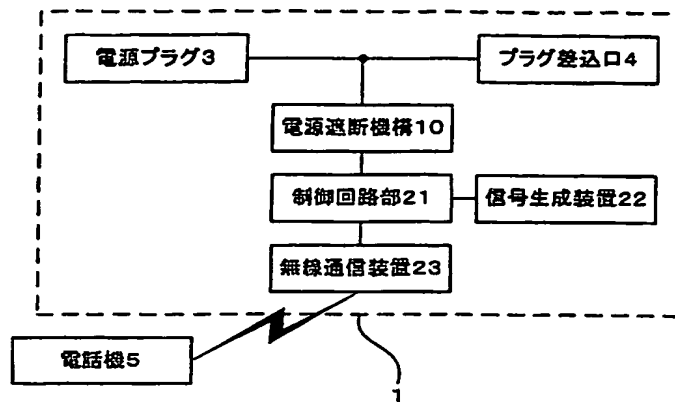 電源プラグ3
プラグ差込口4
電源遮断機構10
制御回路部21
信号生成装置22
無線通信装置23
電話機5
1